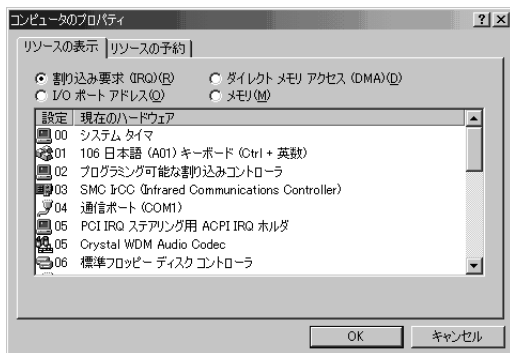 コンピュータのプロパティ
リソースの表示 リソースの予約
割り込み要求 (IRQ)(R) ダイレクト メモリ アクセス (DMA)(D)
I/O ポート アドレス(O) メモリ(M)
設定 現在のハードウェア
00 システム タイマ
01 106 日本語 (A01) キーボード (Ctrl + 英数)
02 プログラミング可能な割り込みコントローラ
03 SMC IrCC (Infrared Communications Controller)
04 通信ポート (COM1)
05 PCI IRQ ステアリング用 ACPI IRQ ホルダ
05 Crystal WDM Audio Codec
06 標準フロッピー ディスク コントローラ
OK キャンセル